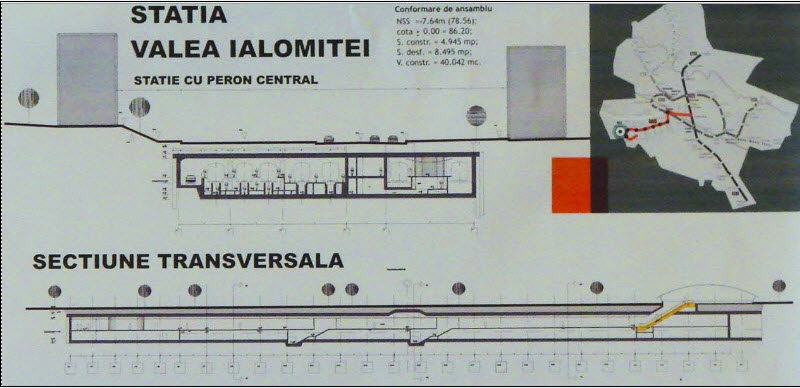 STATIA
VALEA IALOMITEI
STATIE CU PERON CENTRAL
Conformare de ansamblu
NSS =-7.64m (78.56);
cota ± 0.00 = 86.20;
S. constr. = 4.945 mp;
S. desf. = 8.495 mp;
V. constr. = 40.042 mc.
SECTIUNE TRANSVERSALA